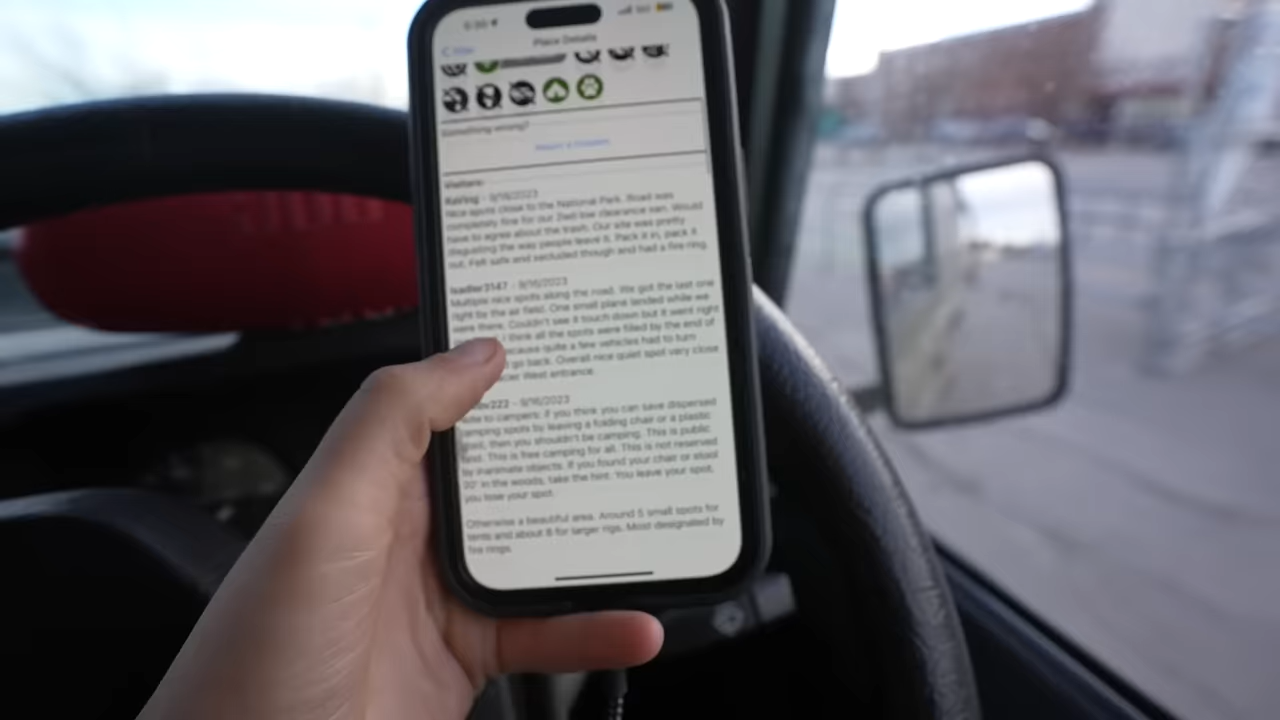 Place Details
Something wrong?
Report a Problem
Visitors:
- 9/18/2023
Nice spots close to the National Park. Road was
completely fine for our 2wd low clearance van. Would
have to agree about the trash. Our site was pretty
disgusting the way people leave it. Pack it in, pack it
out. Felt safe and secluded though and had a fire ring.
- 9/16/2023
Multiple nice spots along the road. We got the last one
right by the air field. One small plane landed while we
were there. Couldn't see it touch down but it went right
I think all the spots were filled by the end of
because quite a few vehicles had to turn
go back. Overall nice quiet spot very close
West entrance.
- 9/16/2023
to campers: if you think you can save dispersed
camping spots by leaving a folding chair or a plastic
stool, then you shouldn't be camping. This is public
land. This is free camping for all. This is not reserved
by inanimate objects. If you found your chair or stool
20' in the woods, take the hint. You leave your spot,
you lose your spot.
Otherwise a beautiful area. Around 5 small spots for
tents and about 8 for larger rigs. Most designated by
fire rings.